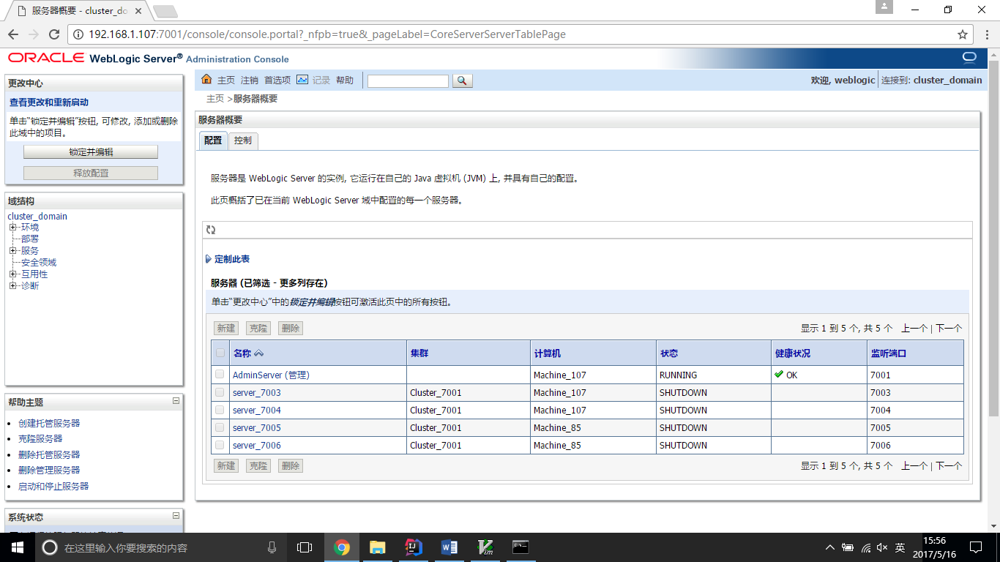 服务器概要 - cluster_do
192.168.1.107:7001/console/console.portal?_nfpb=true&_pageLabel=CoreServerServerTablePage
ORACLE WebLogic Server® Administration Console
更改中心
查看更改和重新启动
单击“锁定并编辑”按钮, 可修改, 添加或删除
此域中的项目。
锁定并编辑
释放配置
域结构
cluster_domain
环境
部署
服务
安全领域
互用性
诊断
帮助主题
创建托管服务器
克隆服务器
删除托管服务器
删除管理服务器
启动和停止服务器
系统状态
主页 注销 首选项 记录 帮助
欢迎, weblogic 连接到: cluster_domain
主页 >服务器概要
服务器概要
配置 控制
服务器是 WebLogic Server 的实例, 它运行在自己的 Java 虚拟机 (JVM) 上, 并具有自己的配置。
此页概括了已在当前 WebLogic Server 域中配置的每一个服务器。
定制此表
服务器 (已筛选 - 更多列存在)
单击“更改中心”中的锁定并编辑按钮可激活此页中的所有按钮。
新建 克隆 删除 显示 1 到 5 个, 共 5 个 上一个 | 下一个
名称 集群 计算机 状态 健康状况 监听端口
AdminServer (管理) Machine_107 RUNNING OK 7001
server_7003 Cluster_7001 Machine_107 SHUTDOWN 7003
server_7004 Cluster_7001 Machine_107 SHUTDOWN 7004
server_7005 Cluster_7001 Machine_85 SHUTDOWN 7005
server_7006 Cluster_7001 Machine_85 SHUTDOWN 7006
新建 克隆 删除 显示 1 到 5 个, 共 5 个 上一个 | 下一个
在这里输入你要搜索的内容
英
15:56
2017/5/16